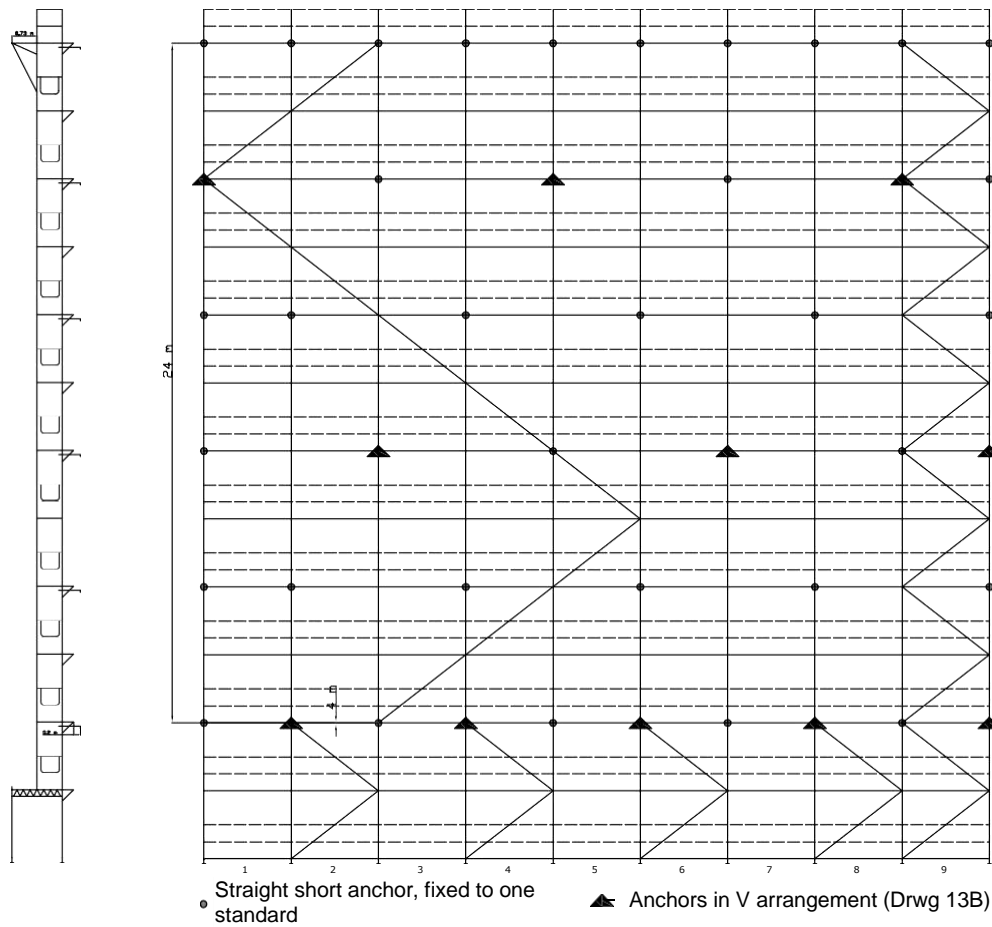 24 m
4 m
1 2 3 4 5 6 7 8 9
Straight short anchor, fixed to one
standard
Anchors in V arrangement (Drwg 13B)